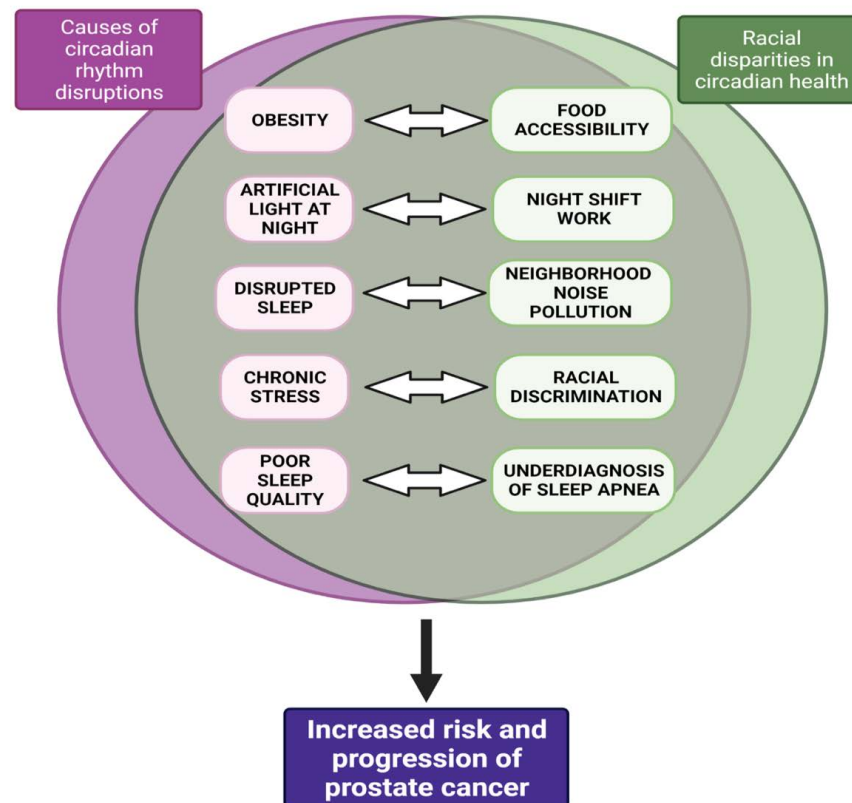 Causes of
circadian
rhythm
disruptions
Racial
disparities in
circadian health
OBESITY
FOOD
ACCESSIBILITY
ARTIFICIAL
LIGHT AT
NIGHT
NIGHT SHIFT
WORK
DISRUPTED
SLEEP
NEIGHBORHOOD
NOISE
POLLUTION
CHRONIC
STRESS
RACIAL
DISCRIMINATION
POOR
SLEEP
QUALITY
UNDERDIAGNOSIS
OF SLEEP APNEA
Increased risk and
progression of
prostate cancer